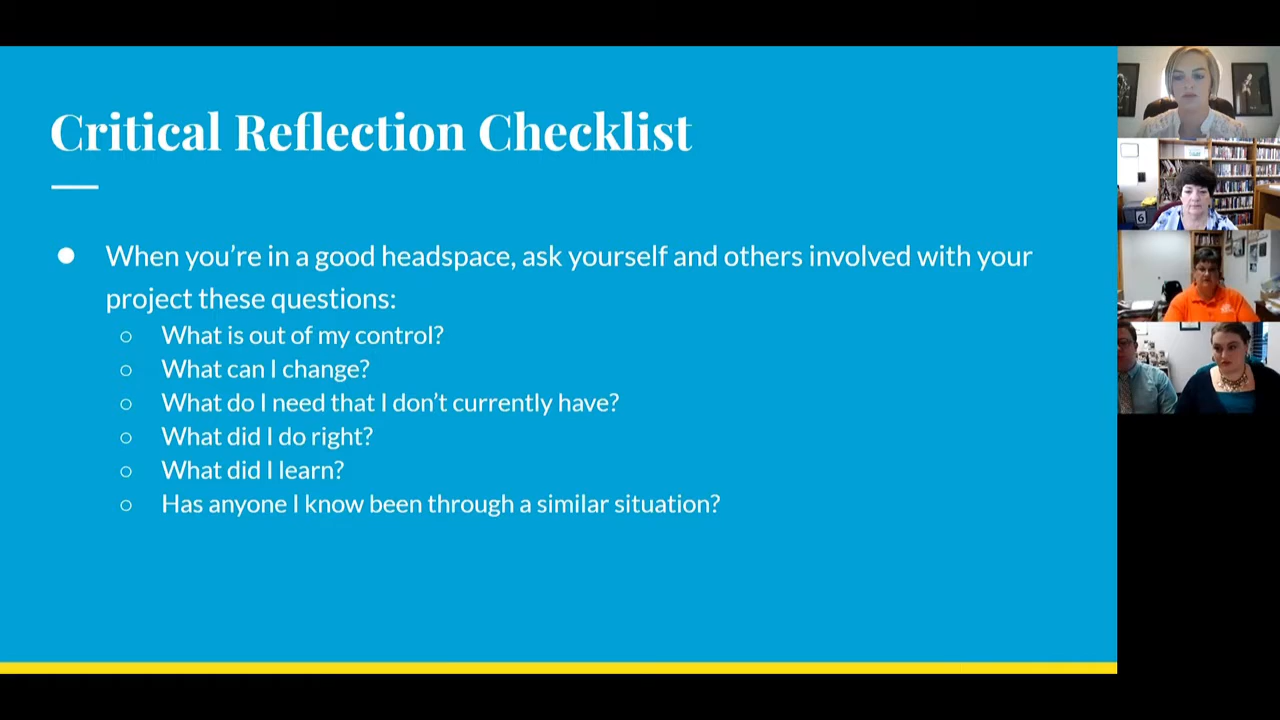 Critical Reflection Checklist
● When you’re in a good headspace, ask yourself and others involved with your
project these questions:
○ What is out of my control?
○ What can I change?
○ What do I need that I don’t currently have?
○ What did I do right?
○ What did I learn?
○ Has anyone I know been through a similar situation?
6